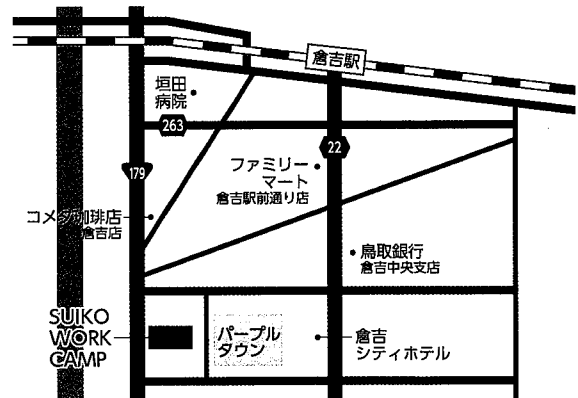 倉吉駅
垣田
病院
263
179
22
ファミリー
マート
倉吉駅前通り店
コメダ珈琲店
倉吉店
鳥取銀行
倉吉中央支店
SUIKO
WORK
CAMP
パープル
タウン
倉吉
シティホテル